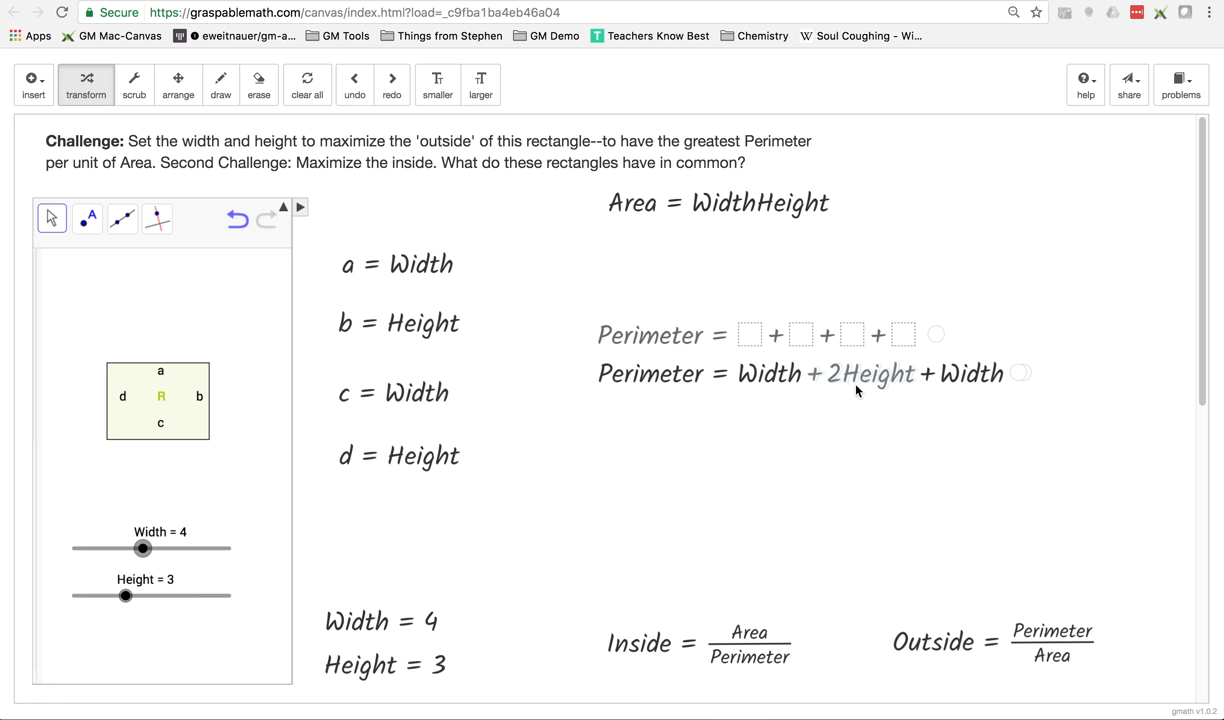 Secure https://graspablemath.com/canvas/index.html?load=_c9fba1ba4eb46a04
Apps GM Mac-Canvas eweitnauer/gm-a... GM Tools Things from Stephen GM Demo Teachers Know Best Chemistry Soul Coughing - Wi...
insert transform scrub arrange draw erase clear all undo redo smaller larger help share problems
Challenge: Set the width and height to maximize the 'outside' of this rectangle--to have the greatest Perimeter
per unit of Area. Second Challenge: Maximize the inside. What do these rectangles have in common?
A
Area = WidthHeight
a = Width
b = Height
Perimeter = + + +
Perimeter = Width + 2Height + Width
a
d R b
c
c = Width
d = Height
Width = 4
Height = 3
Width = 4
Height = 3
Inside = Area / Perimeter
Outside = Perimeter / Area
gmath v1.0.2